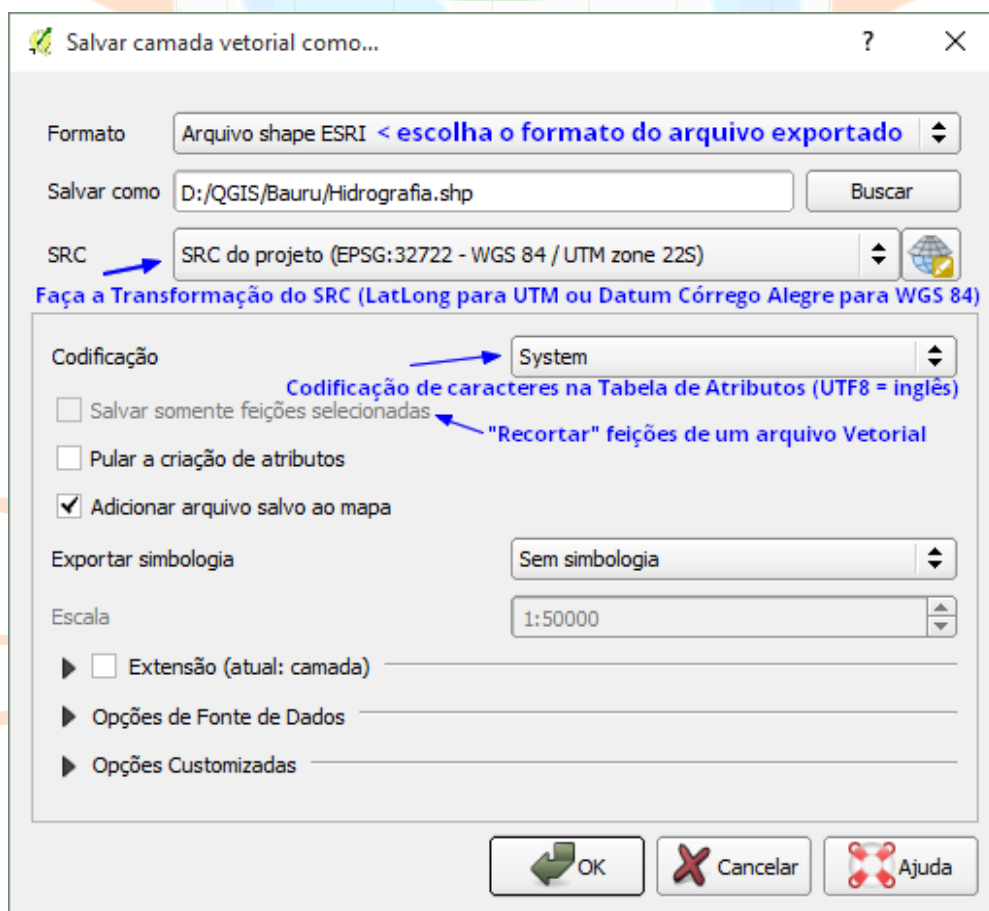 Salvar camada vetorial como...
?
Formato
Arquivo shape ESRI < escolha o formato do arquivo exportado
Salvar como
D:/QGIS/Bauru/Hidrografia.shp
Buscar
SRC
SRC do projeto (EPSG:32722 - WGS 84 / UTM zone 22S)
Faça a Transformação do SRC (LatLong para UTM ou Datum Córrego Alegre para WGS 84)
Codificação
System
Codificação de caracteres na Tabela de Atributos (UTF8 = inglês)
Salvar somente feições selecionadas
"Recortar" feições de um arquivo Vetorial
Pular a criação de atributos
Adicionar arquivo salvo ao mapa
Exportar simbologia
Sem simbologia
Escala
1:50000
Extensão (atual: camada)
Opções de Fonte de Dados
Opções Customizadas
OK
Cancelar
Ajuda